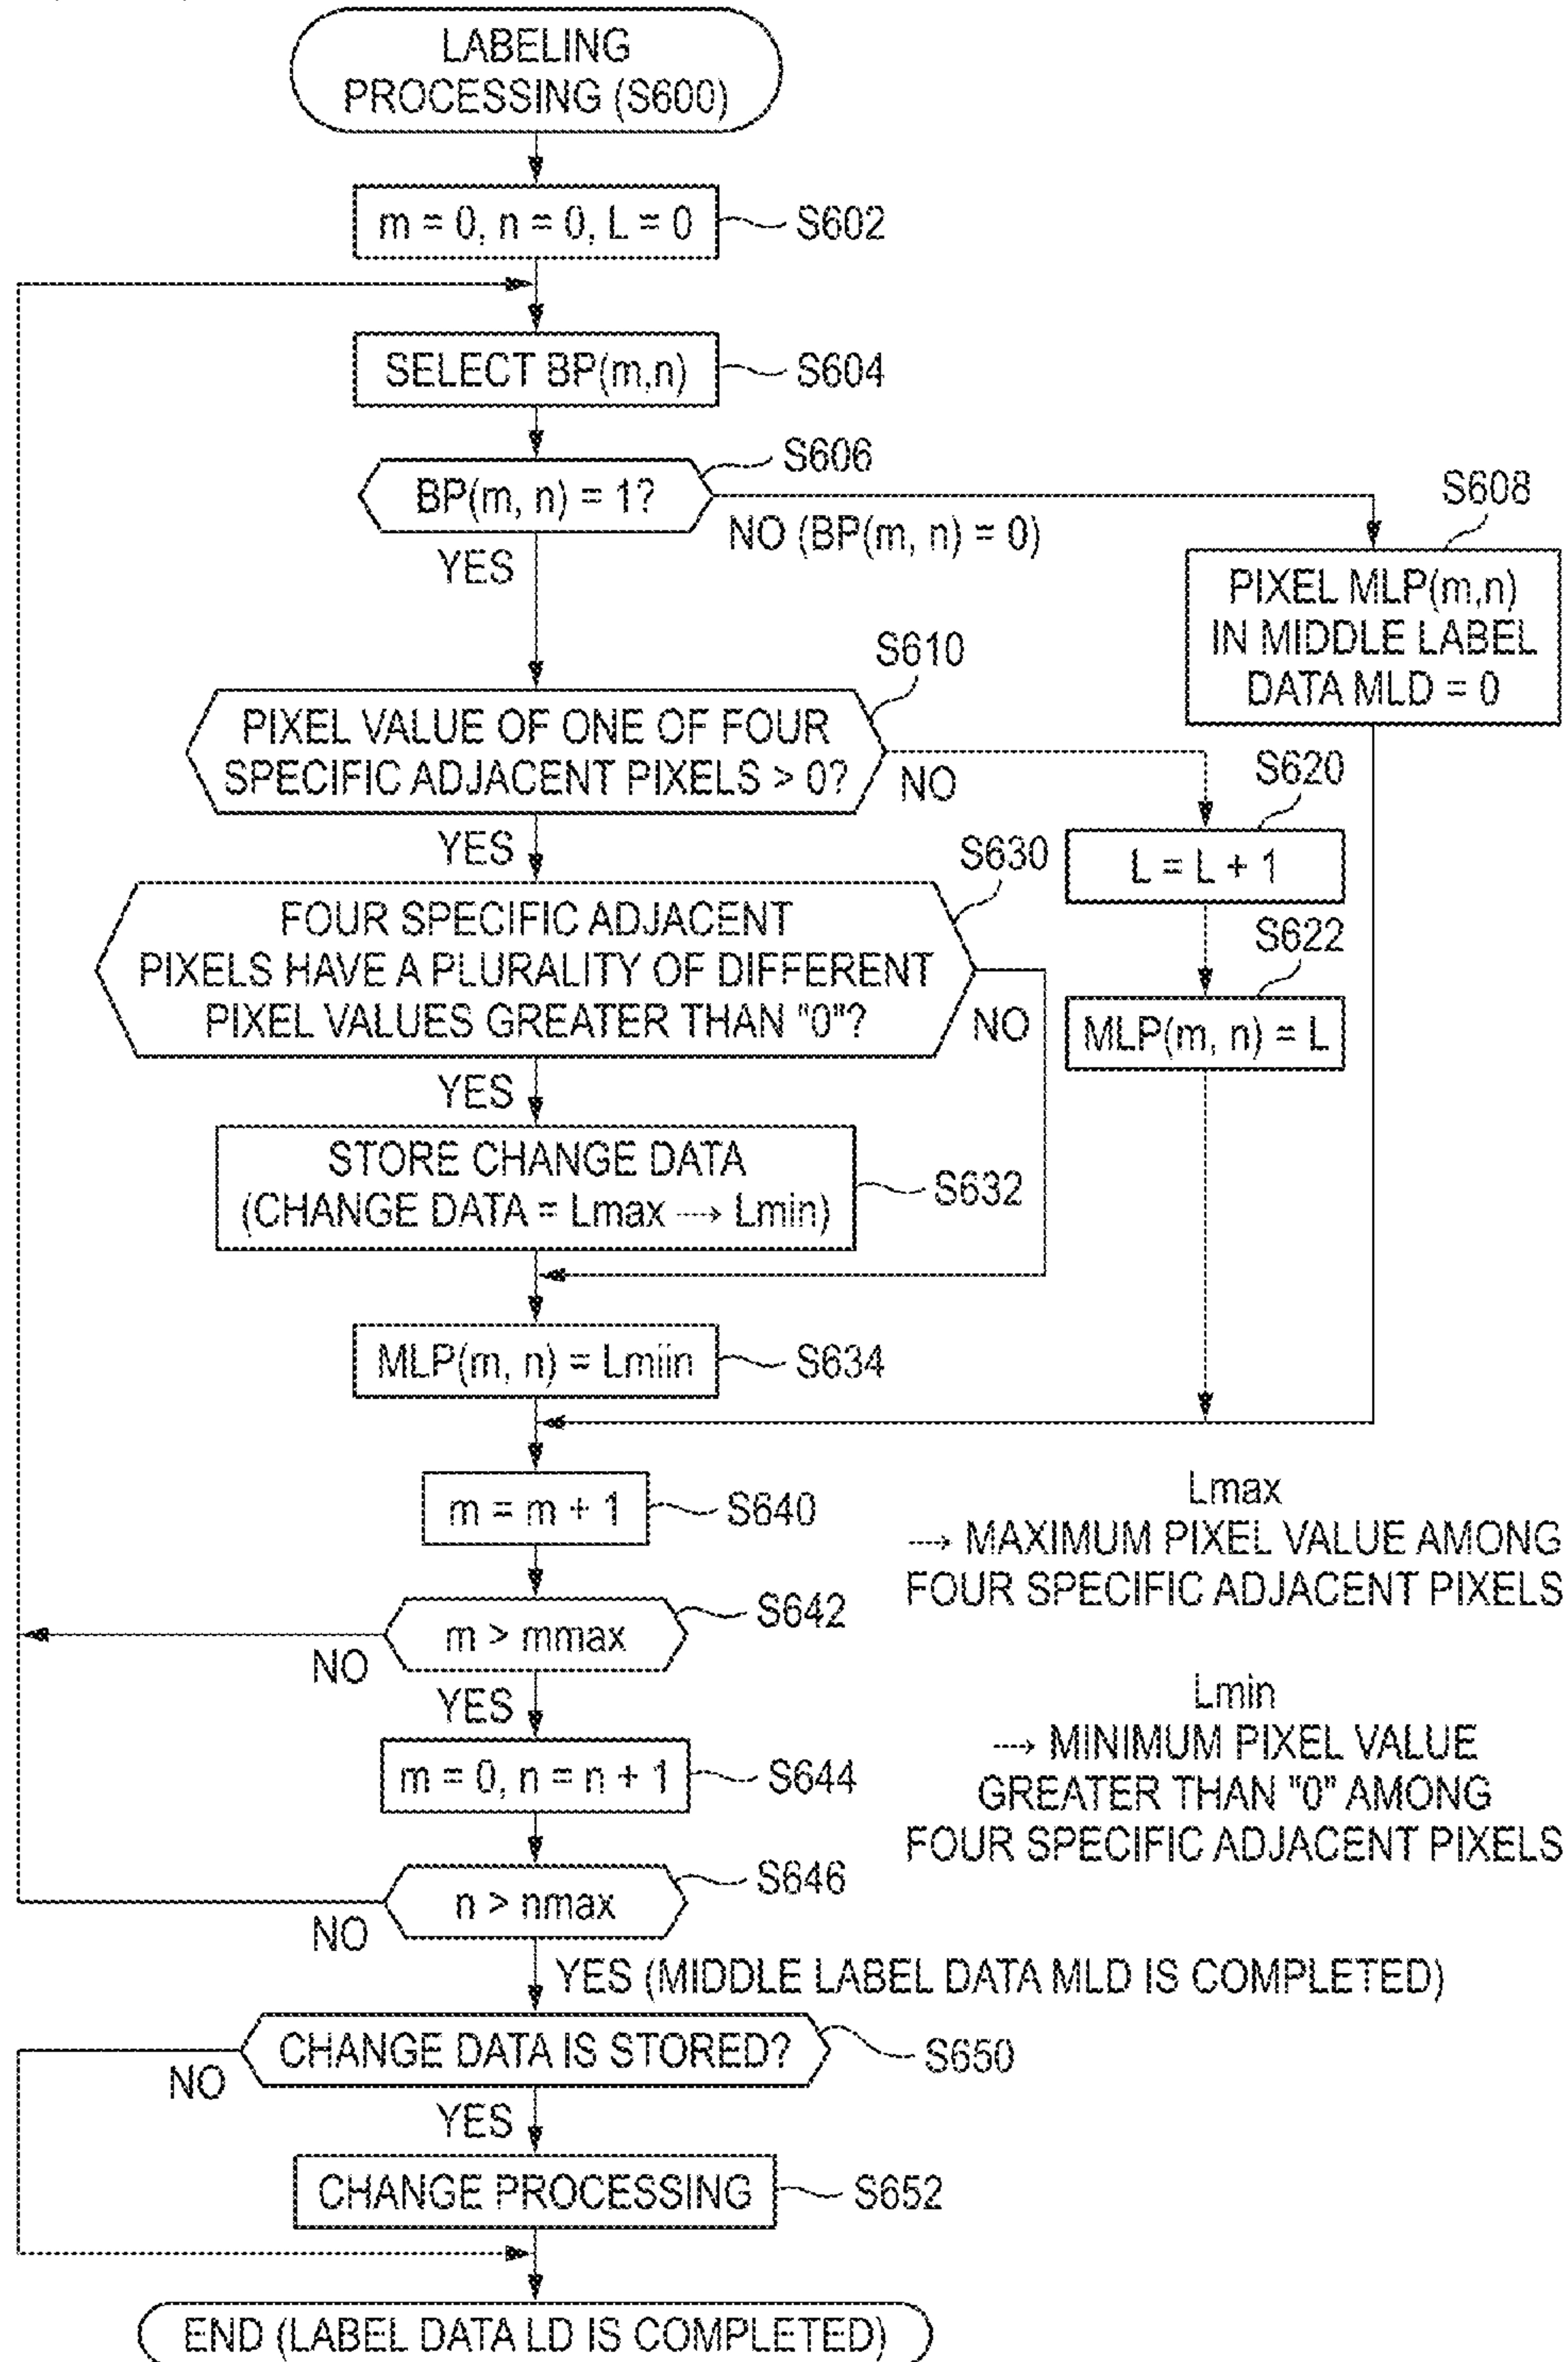 LABELING
PROCESSING (S600)
m = 0, n = 0, L = 0
S602
SELECT BP(m,n)
S604
S606
BP(m, n) = 1?
NO (BP(m, n) = 0)
YES
S608
PIXEL MLP(m,n)
IN MIDDLE LABEL
DATA MLD = 0
S610
PIXEL VALUE OF ONE OF FOUR
SPECIFIC ADJACENT PIXELS > 0?
NO
YES
S620
L = L + 1
S622
MLP(m, n) = L
S630
FOUR SPECIFIC ADJACENT
PIXELS HAVE A PLURALITY OF DIFFERENT
PIXEL VALUES GREATER THAN "0"?
NO
YES
STORE CHANGE DATA
(CHANGE DATA = Lmax → Lmin)
S632
MLP(m, n) = Lmiin
S634
m = m + 1
S640
Lmax
→ MAXIMUM PIXEL VALUE AMONG
FOUR SPECIFIC ADJACENT PIXELS
S642
m > mmax
NO
YES
Lmin
→ MINIMUM PIXEL VALUE
GREATER THAN "0" AMONG
FOUR SPECIFIC ADJACENT PIXELS
m = 0, n = n + 1
S644
S646
n > nmax
NO
YES (MIDDLE LABEL DATA MLD IS COMPLETED)
CHANGE DATA IS STORED?
S650
NO
YES
CHANGE PROCESSING
S652
END (LABEL DATA LD IS COMPLETED)